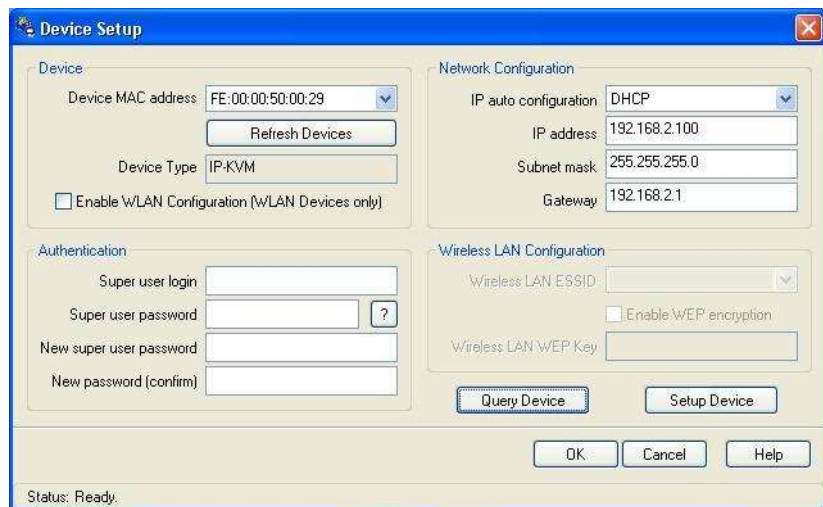 Device Setup
Device
Device MAC address FE:00:00:50:00:29
Refresh Devices
Device Type IP-KVM
Enable WLAN Configuration (WLAN Devices only)
Network Configuration
IP auto configuration DHCP
IP address 192.168.2.100
Subnet mask 255.255.255.0
Gateway 192.168.2.1
Authentication
Super user login
Super user password ?
New super user password
New password (confirm)
Wireless LAN Configuration
Wireless LAN ESSID
Enable WEP encryption
Wireless LAN WEP Key
Query Device Setup Device
OK Cancel Help
Status: Ready.